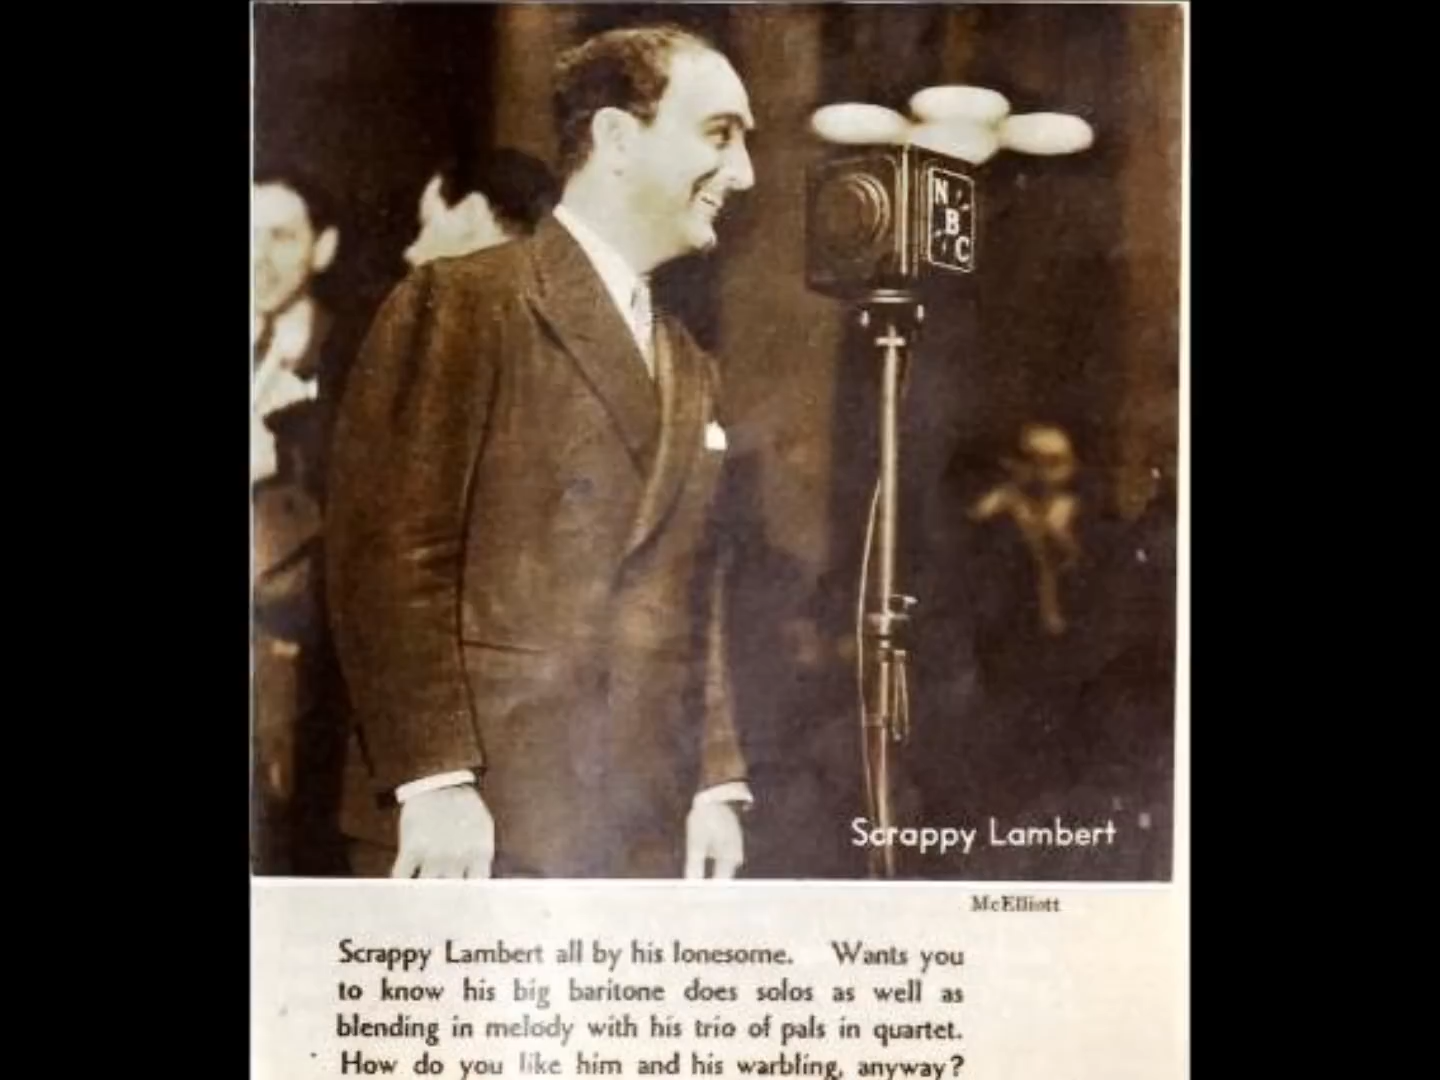 N
B
C
Scrappy Lambert
McElliott
Scrappy Lambert all by his lonesome. Wants you
to know his big baritone does solos as well as
blending in melody with his trio of pals in quartet.
How do you like him and his warbling, anyway?